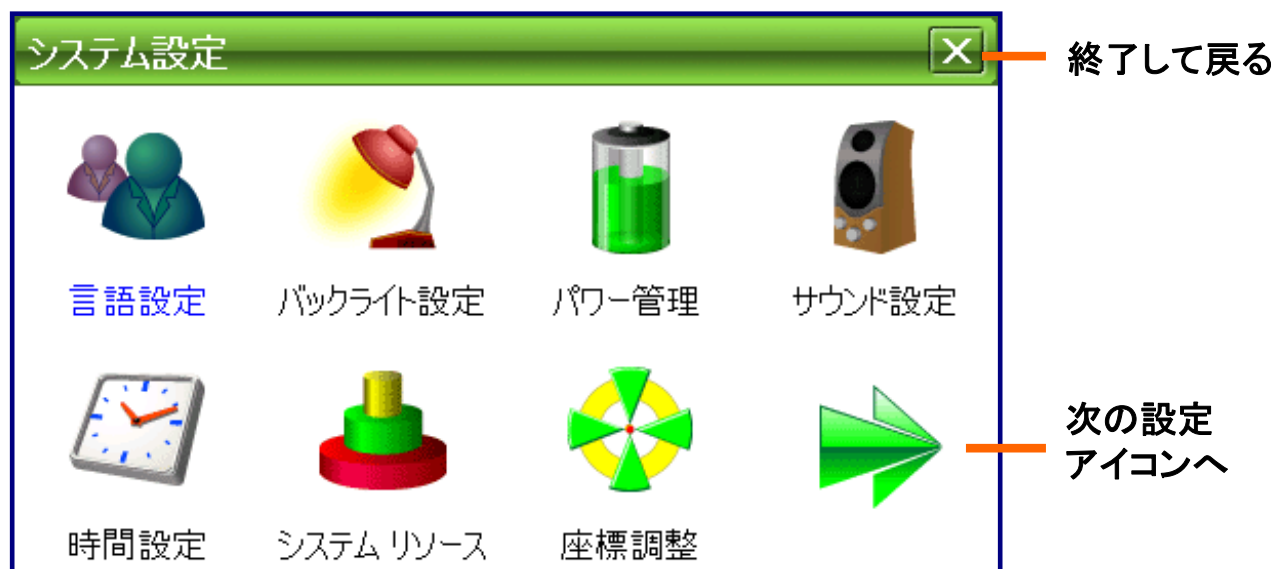 システム設定
終了して戻る
言語設定
バックライト設定
パワー管理
サウンド設定
次の設定
アイコンへ
時間設定
システム リソース
座標調整